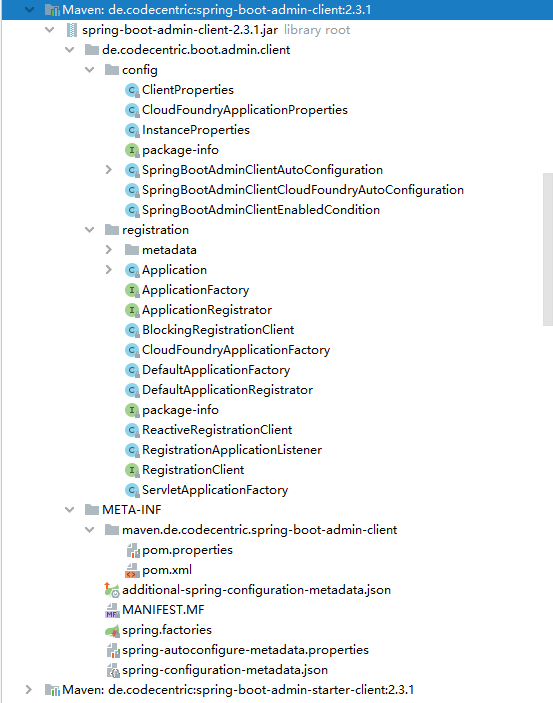 Maven: de.codecentric:spring-boot-admin-client:2.3.1
spring-boot-admin-client-2.3.1.jar library root
de.codecentric.boot.admin.client
config
ClientProperties
CloudFoundryApplicationProperties
InstanceProperties
package-info
SpringBootAdminClientAutoConfiguration
SpringBootAdminClientCloudFoundryAutoConfiguration
SpringBootAdminClientEnabledCondition
registration
metadata
Application
ApplicationFactory
ApplicationRegistrator
BlockingRegistrationClient
CloudFoundryApplicationFactory
DefaultApplicationFactory
DefaultApplicationRegistrator
package-info
ReactiveRegistrationClient
RegistrationApplicationListener
RegistrationClient
ServletApplicationFactory
META-INF
maven.de.codecentric.spring-boot-admin-client
pom.properties
pom.xml
additional-spring-configuration-metadata.json
MANIFEST.MF
spring.factories
spring-autoconfigure-metadata.properties
spring-configuration-metadata.json
Maven: de.codecentric:spring-boot-admin-starter-client:2.3.1